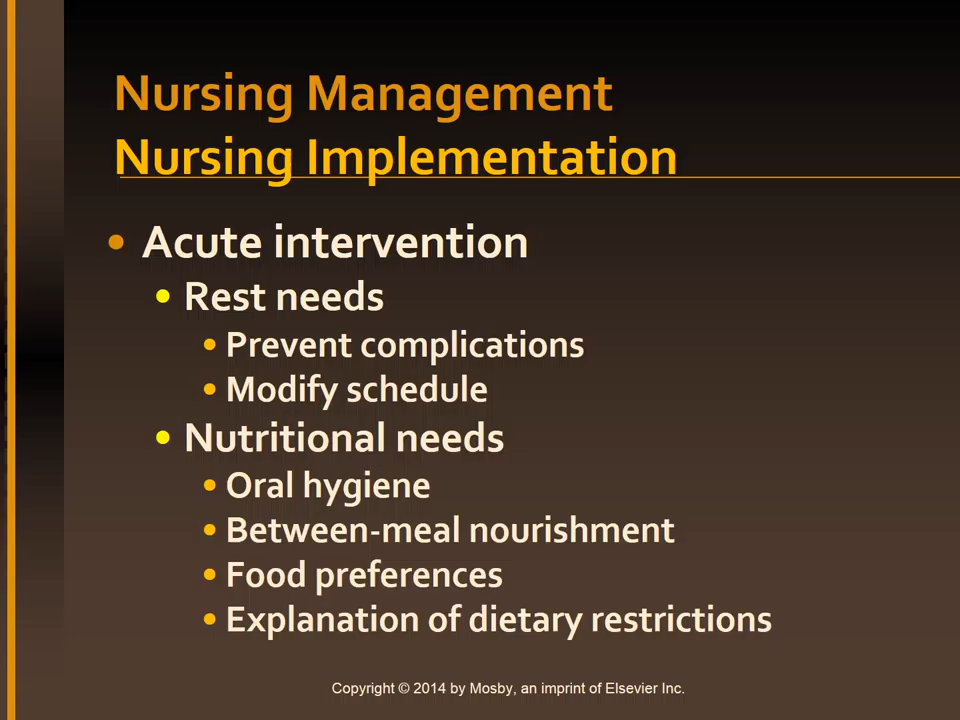 Nursing Management
Nursing Implementation
• Acute intervention
• Rest needs
• Prevent complications
• Modify schedule
• Nutritional needs
• Oral hygiene
• Between-meal nourishment
• Food preferences
• Explanation of dietary restrictions
Copyright © 2014 by Mosby, an imprint of Elsevier Inc.